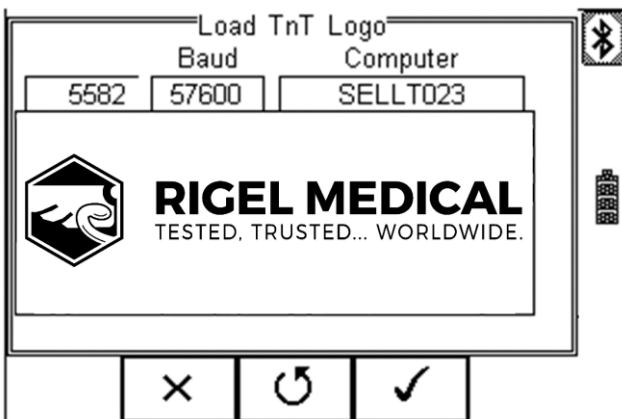 Load TnT Logo
Baud Computer
5582 57600 SELLT023
RIGEL MEDICAL
TESTED, TRUSTED... WORLDWIDE.